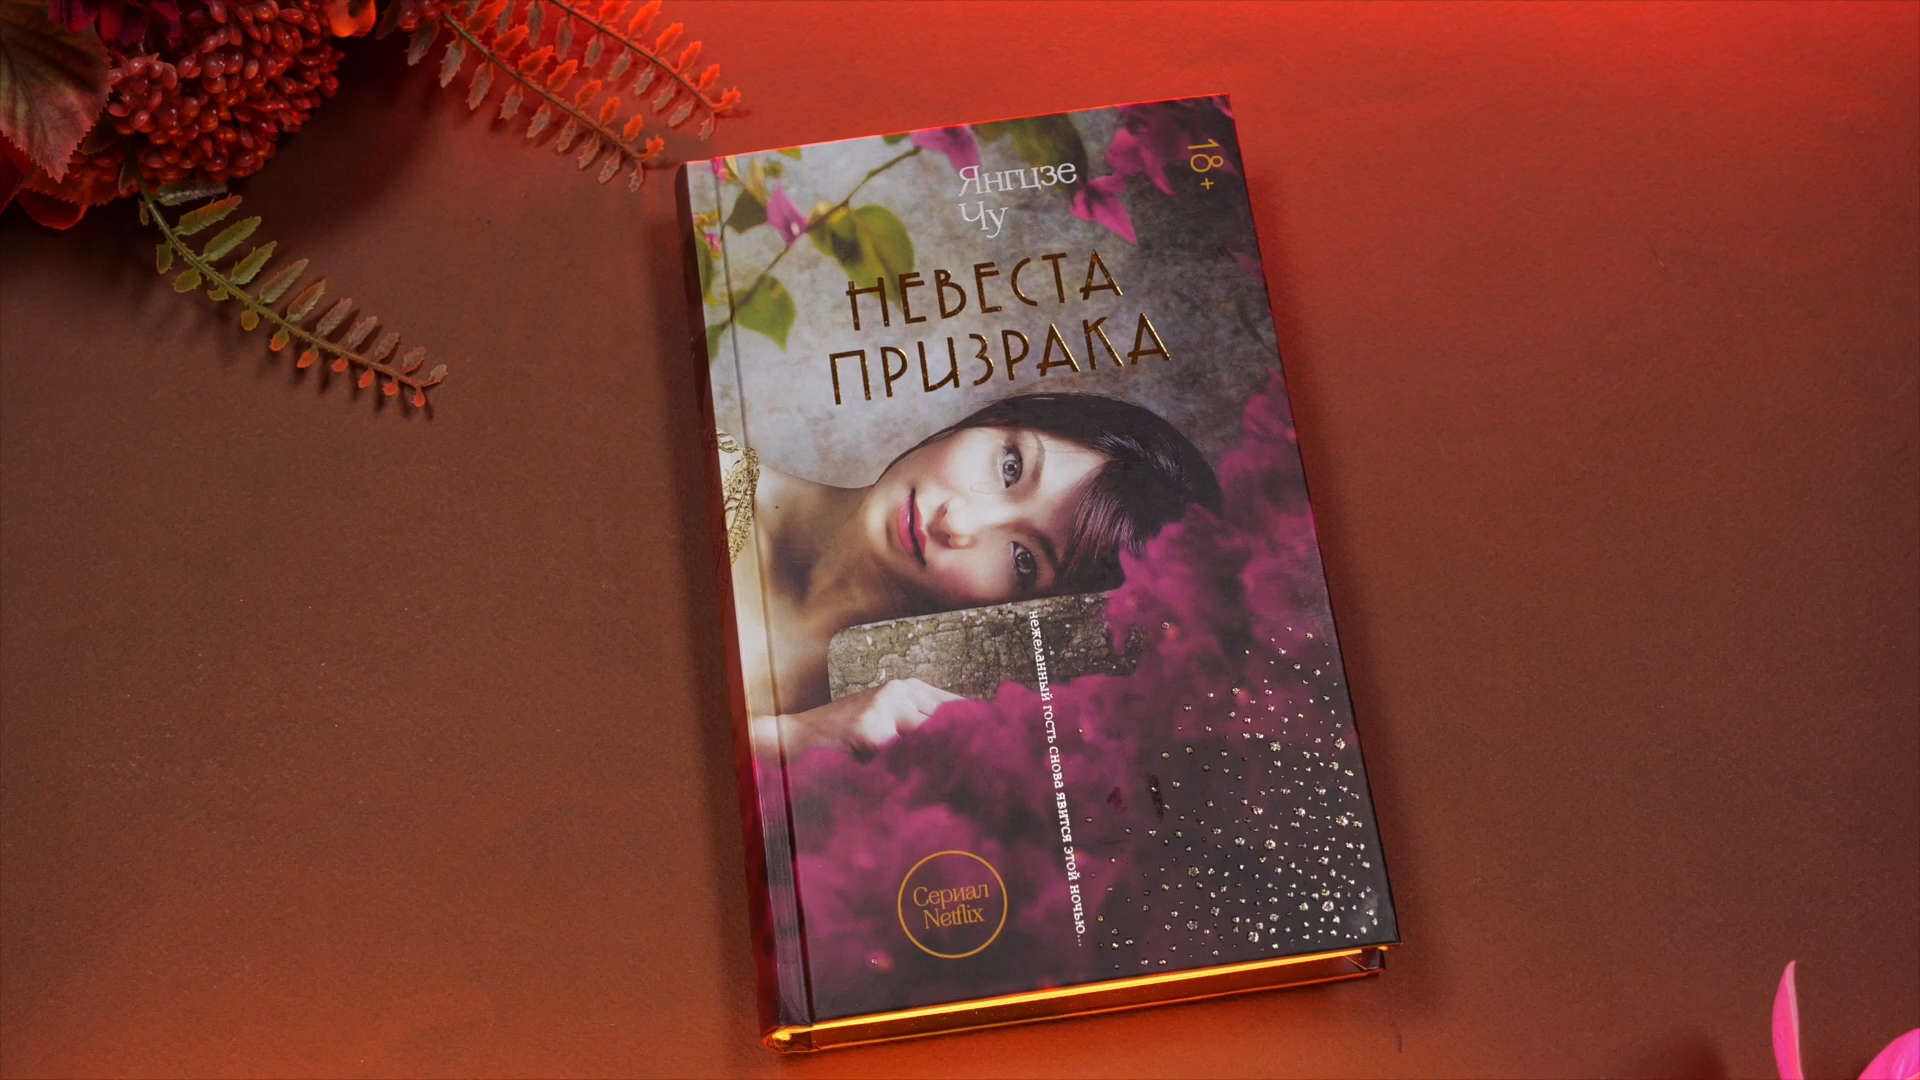 18+
Янгцзе
Чу
НЕВЕСТА
ПРИЗРАКА
нежеланный гость снова явится этой ночью...
Сериал
Netflix